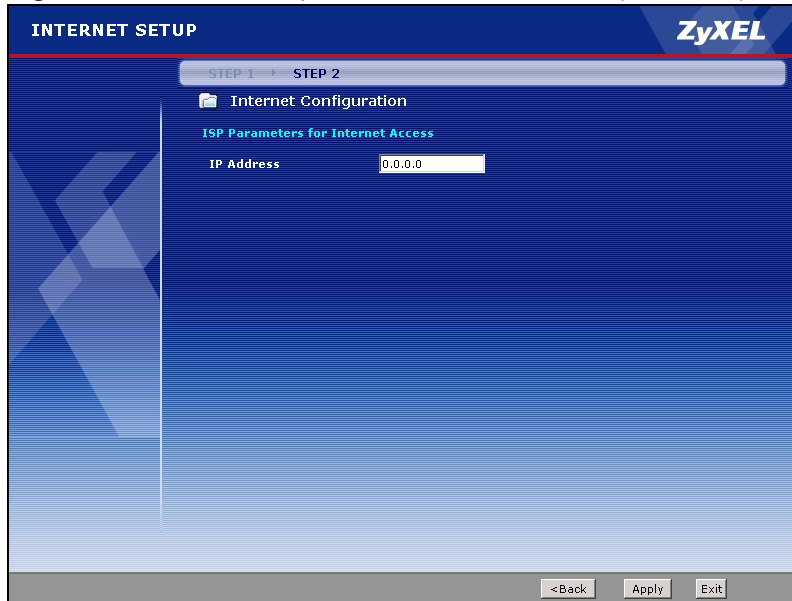 INTERNET SETUP
ZyXEL
STEP 1 STEP 2
Internet Configuration
ISP Parameters for Internet Access
IP Address 0.0.0.0
<Back Apply Exit